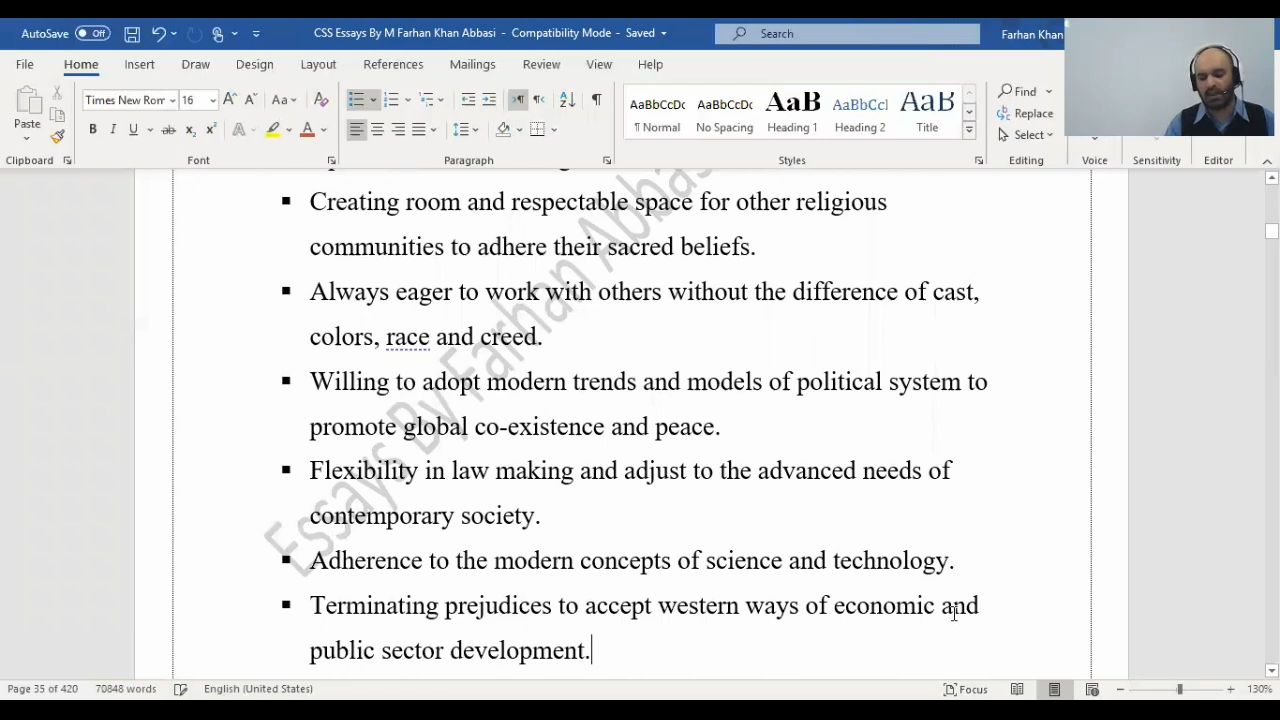 AutoSave Off CSS Essays By M Farhan Khan Abbasi - Compatibility Mode - Saved Search Farhan Khan
File Home Insert Draw Design Layout References Mailings Review View Help
Times New Rom 16 Aa AaBbCcDc AaBbCcDc AaB AaBbCcI AaB Find
Paste Replace
B I U ab x₂ x² A A ¶ Normal No Spacing Heading 1 Heading 2 Title Select
Clipboard Font Paragraph Styles Editing Voice Sensitivity Editor
▪ Creating room and respectable space for other religious
communities to adhere their sacred beliefs.
▪ Always eager to work with others without the difference of cast,
colors, race and creed.
▪ Willing to adopt modern trends and models of political system to
promote global co-existence and peace.
▪ Flexibility in law making and adjust to the advanced needs of
contemporary society.
▪ Adherence to the modern concepts of science and technology.
▪ Terminating prejudices to accept western ways of economic and
public sector development.
Essays By Farhan Abbas
Page 35 of 420 70848 words English (United States) Focus 130%